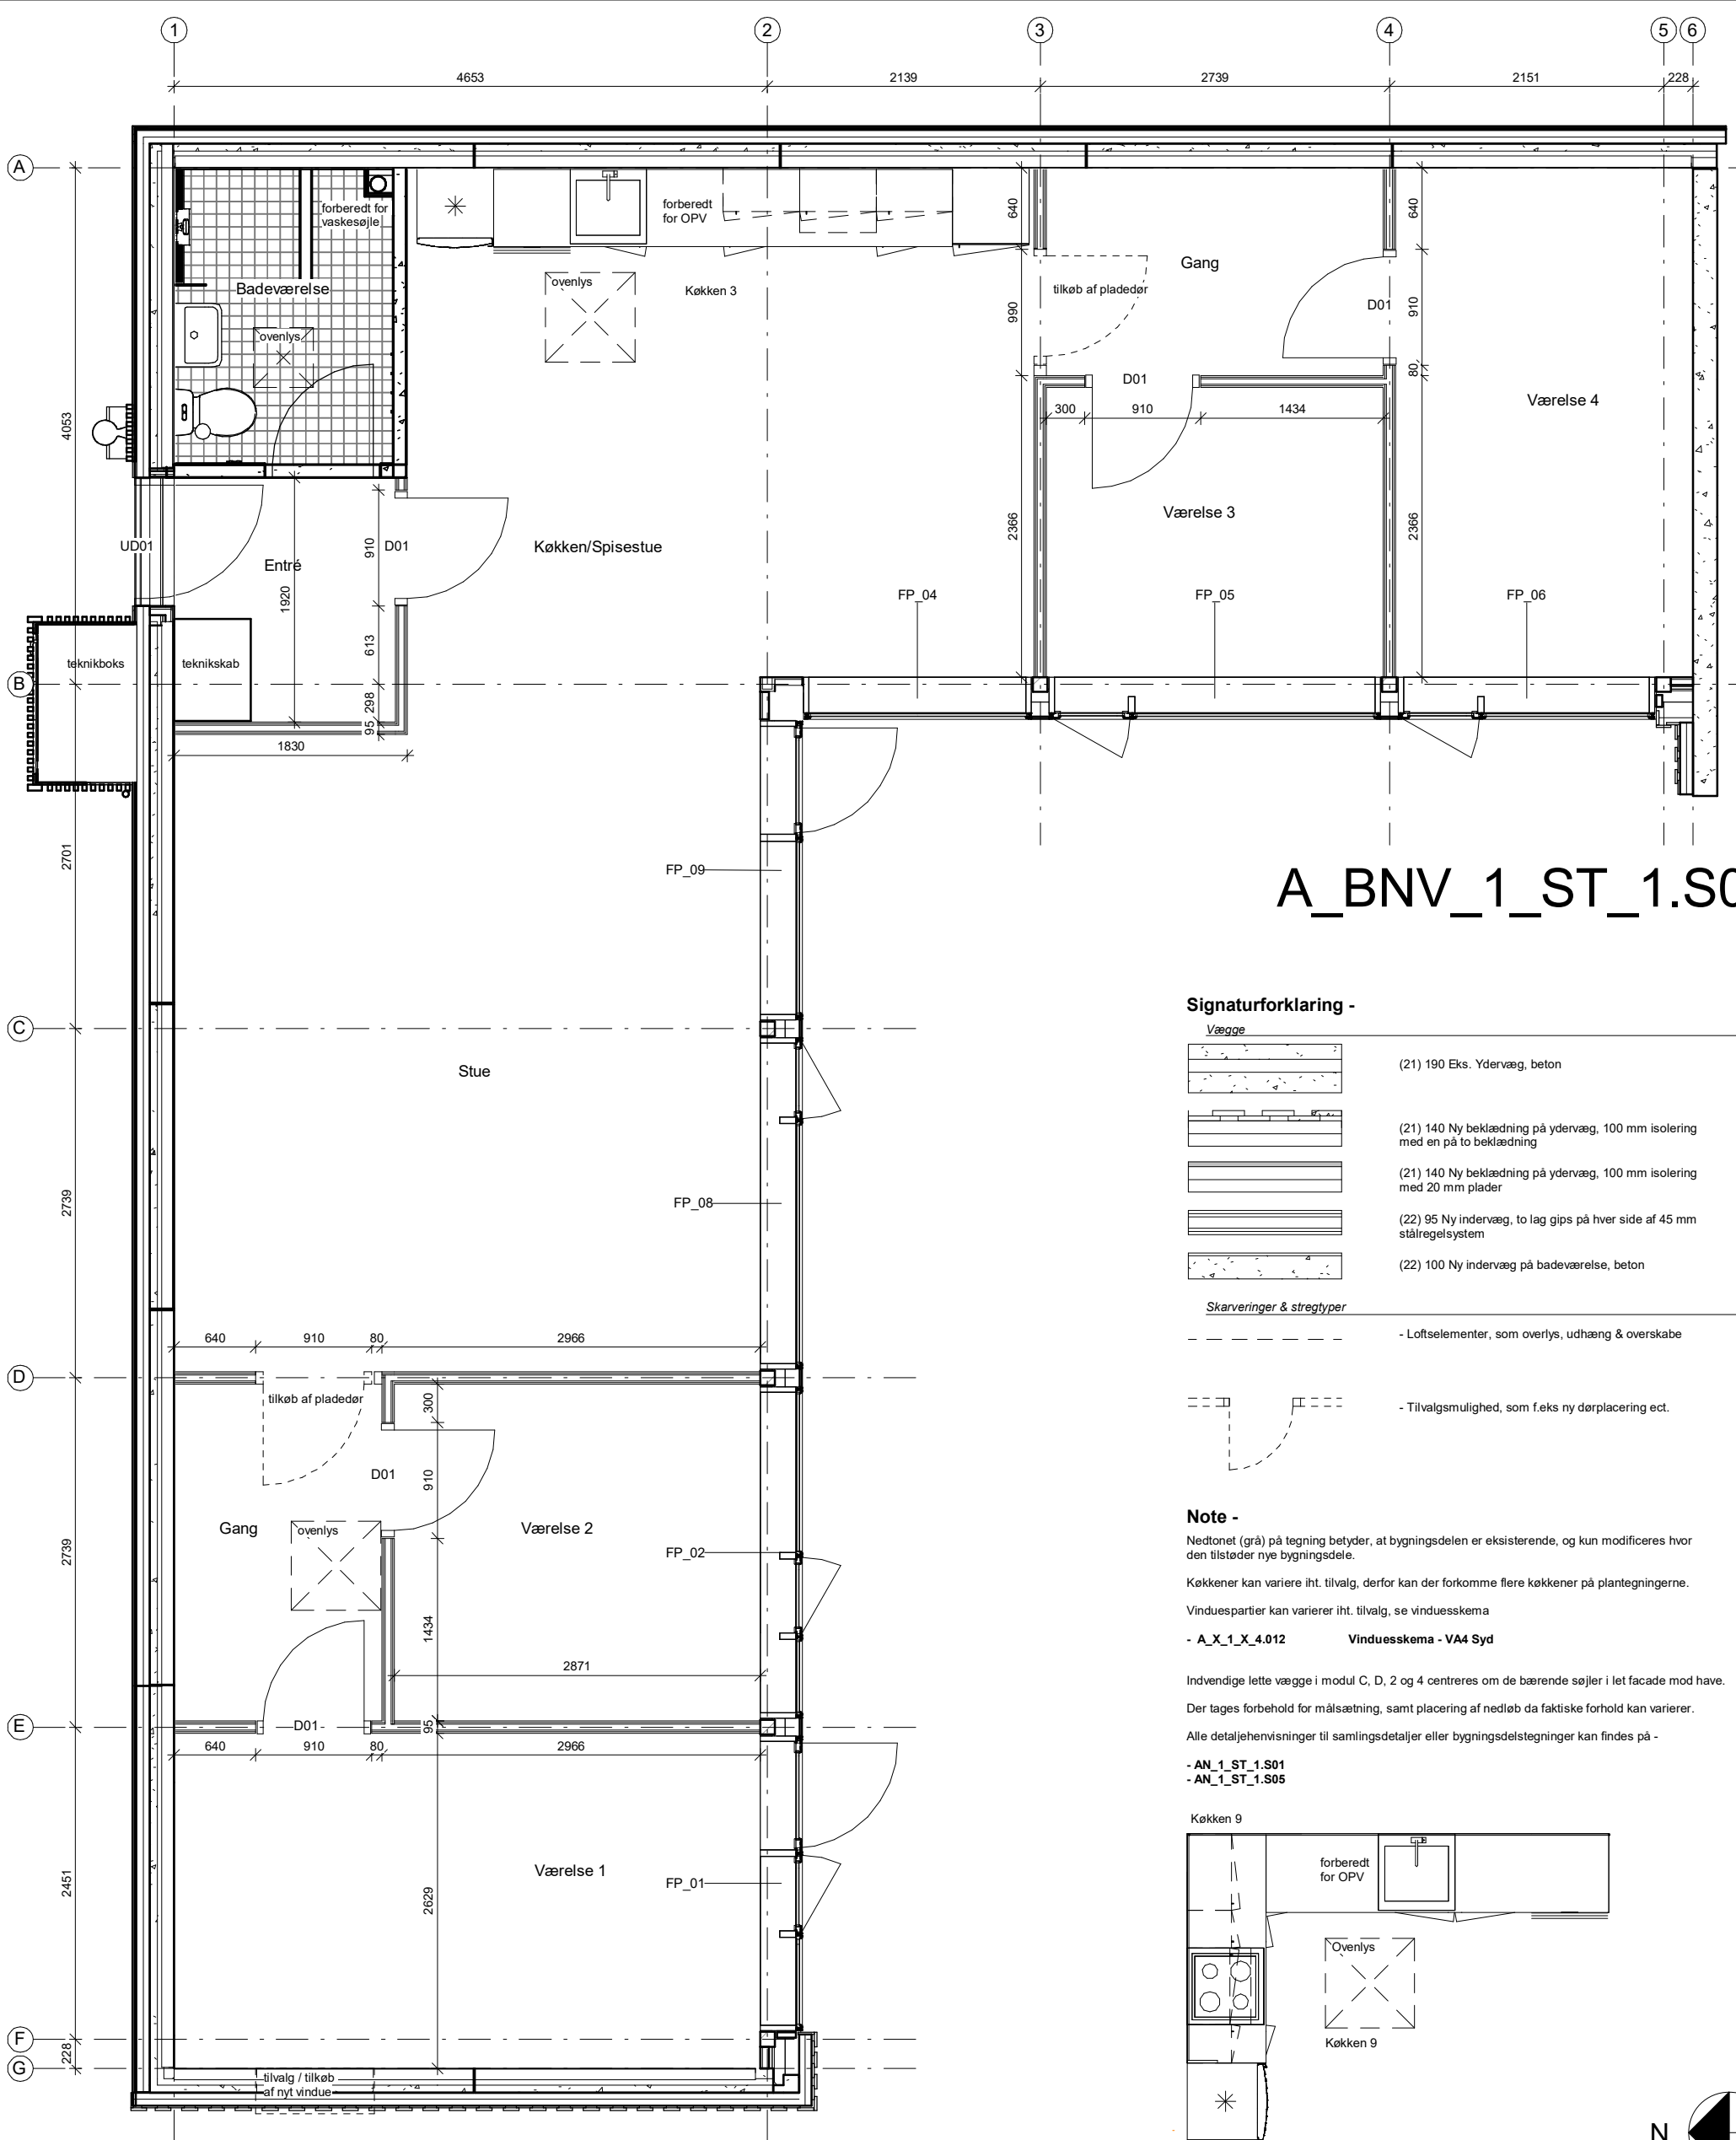 1 2 3 4 5 6
4653 2139 2739 2151 228
A
forberedt for
vaskesøjle
forberedt
for OPV
640
640
Gang
Badeværelse
ovenlys
Køkken 3
tilkøb af pladedør
990
D01
910
ovenlys
80
D01
300 910 1434
Værelse 4
4053
Værelse 3
2366
2366
UD01
910
D01
Køkken/Spisestue
Entré
1920
FP_04
FP_05
FP_06
613
teknikboks
teknikskab
B
298
95
1830
2701
FP_09
A_BNV_1_ST_1.S0
C
Stue
2739
FP_08
640 910 80 2966
D
tilkøb af pladedør
300
D01
910
Gang
ovenlys
Værelse 2
FP_02
2739
1434
2871
E
D01
95
640 910 80 2966
Værelse 1
FP_01
2451
2629
F
228
G
tilvalg / tilkøb
af nyt vindue
Signaturforklaring -
Vægge
(21) 190 Eks. Ydervæg, beton
(21) 140 Ny beklædning på ydervæg, 100 mm isolering
med en på to beklædning
(21) 140 Ny beklædning på ydervæg, 100 mm isolering
med 20 mm plader
(22) 95 Ny indervæg, to lag gips på hver side af 45 mm
stålregelsystem
(22) 100 Ny indervæg på badeværelse, beton
Skarveringer & stregtyper
- Loftselementer, som overlys, udhæng & overskabe
- Tilvalgsmulighed, som f.eks ny dørplacering ect.
Note -
Nedtonet (grå) på tegning betyder, at bygningsdelen er eksisterende, og kun modificeres hvor
den tilstøder nye bygningsdele.
Køkkener kan variere iht. tilvalg, derfor kan der forkomme flere køkkener på plantegningerne.
Vinduespartier kan varierer iht. tilvalg, se vinduesskema
- A_X_1_X_4.012 Vinduesskema - VA4 Syd
Indvendige lette vægge i modul C, D, 2 og 4 centreres om de bærende søjler i let facade mod have.
Der tages forbehold for målsætning, samt placering af nedløb da faktiske forhold kan varierer.
Alle detaljehenvisninger til samlingsdetaljer eller bygningsdelstegninger kan findes på -
- AN_1_ST_1.S01
- AN_1_ST_1.S05
Køkken 9
forberedt
for OPV
Ovenlys
Køkken 9
N